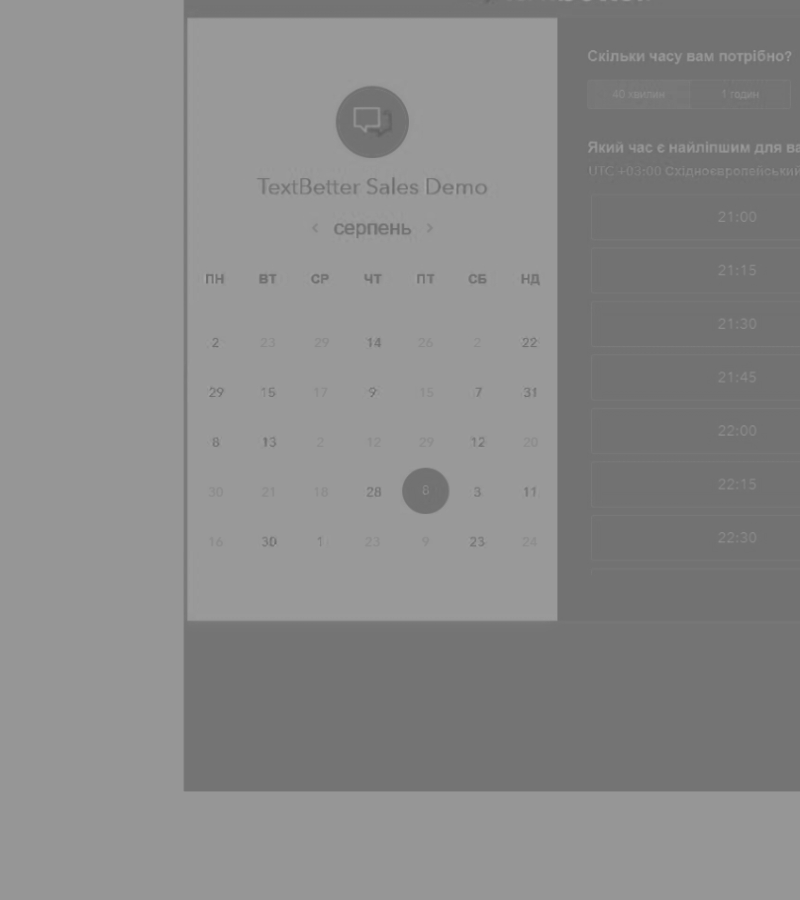 TextBetter Sales Demo
‹ серпень ›
ПН ВТ СР ЧТ ПТ СБ НД
2 23 29 14 26 2 22
29 15 17 9 15 7 31
8 13 2 12 29 12 20
30 21 18 28 6 3 11
16 30 1 23 9 23 24
Скільки часу вам потрібно?
40 хвилин 1 годин
Який час є найліпшим для
UTC +03:00 Східноєвропейський
21:00
21:15
21:30
21:45
22:00
22:15
22:30